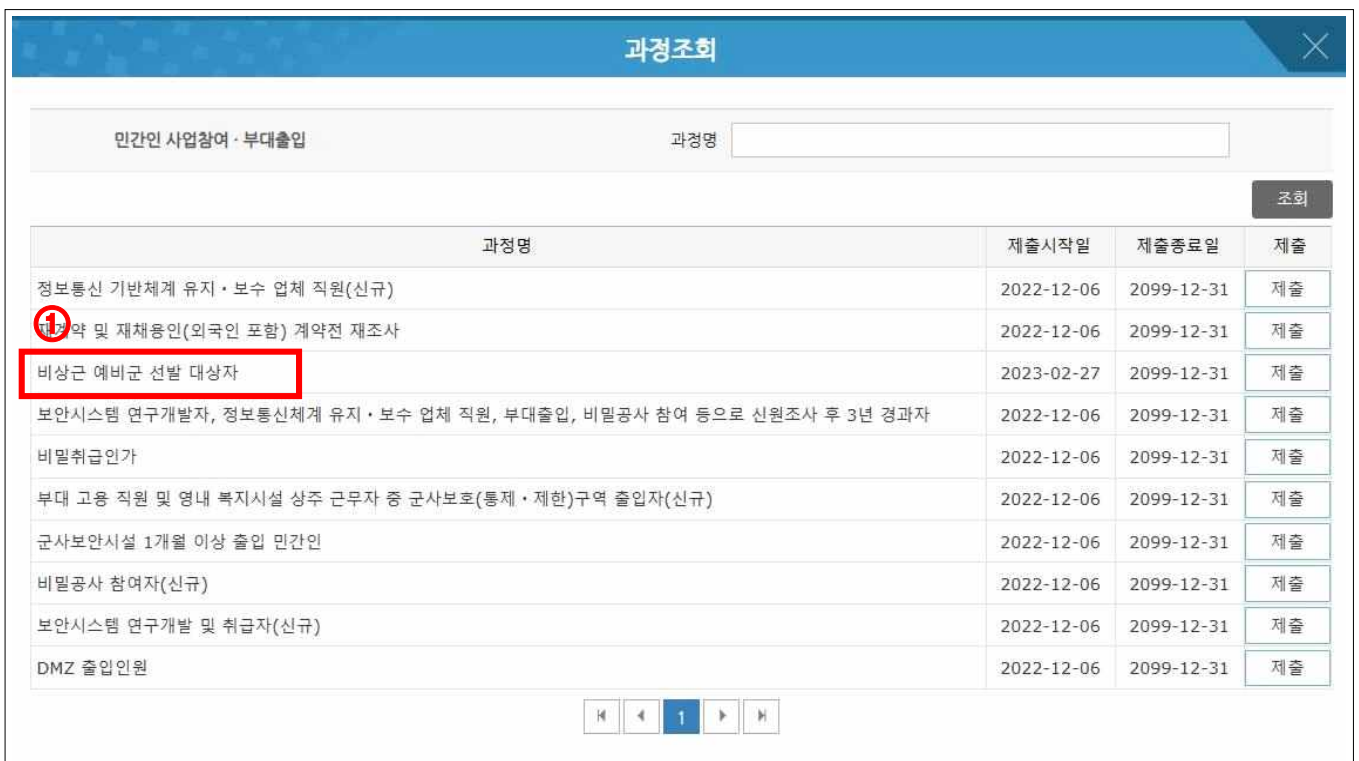 과정조회
민간인 사업참여 · 부대출입 과정명
조회
과정명 제출시작일 제출종료일 제출
정보통신 기반체계 유지・보수 업체 직원(신규) 2022-12-06 2099-12-31 제출
①
재계약 및 재채용인(외국인 포함) 계약전 재조사 2022-12-06 2099-12-31 제출
비상근 예비군 선발 대상자 2023-02-27 2099-12-31 제출
보안시스템 연구개발자, 정보통신체계 유지・보수 업체 직원, 부대출입, 비밀공사 참여 등으로 신원조사 후 3년 경과자 2022-12-06 2099-12-31 제출
비밀취급인가 2022-12-06 2099-12-31 제출
부대 고용 직원 및 영내 복지시설 상주 근무자 중 군사보호(통제・제한)구역 출입자(신규) 2022-12-06 2099-12-31 제출
군사보안시설 1개월 이상 출입 민간인 2022-12-06 2099-12-31 제출
비밀공사 참여자(신규) 2022-12-06 2099-12-31 제출
보안시스템 연구개발 및 취급자(신규) 2022-12-06 2099-12-31 제출
DMZ 출입인원 2022-12-06 2099-12-31 제출
1